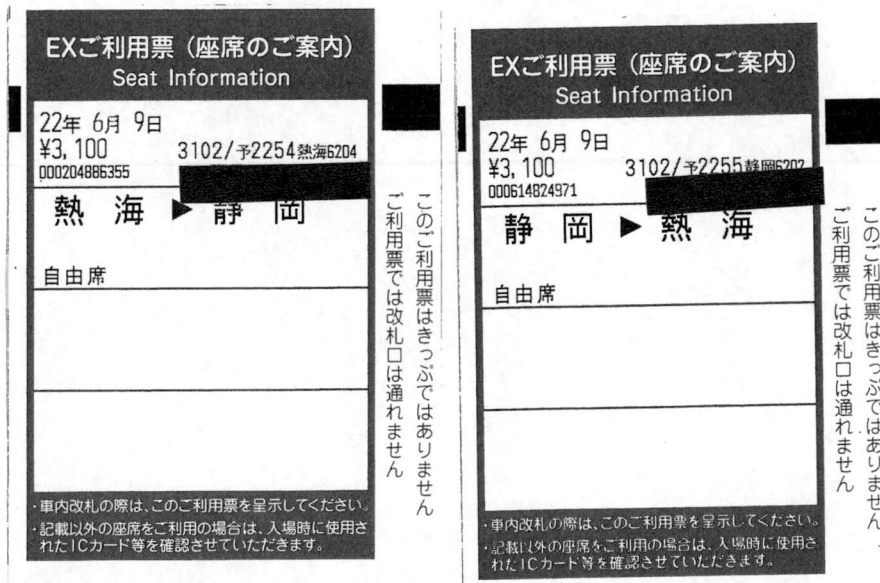 EXご利用票（座席のご案内）
Seat Information
22年 6月 9日
¥3,100 3102/予2254熱海6204
000204886355
熱 海 ▶ 静 岡
自由席
・車内改札の際は、このご利用票を呈示してください。
・記載以外の座席をご利用の場合は、入場時に使用さ
れたICカード等を確認させていただきます。
このご利用票はきっぷではありません
ご利用票では改札口は通れません
EXご利用票（座席のご案内）
Seat Information
22年 6月 9日
¥3,100 3102/予2255静岡6202
000614824971
静 岡 ▶ 熱 海
自由席
・車内改札の際は、このご利用票を呈示してください。
・記載以外の座席をご利用の場合は、入場時に使用さ
れたICカード等を確認させていただきます。
このご利用票はきっぷではありません
ご利用票では改札口は通れません